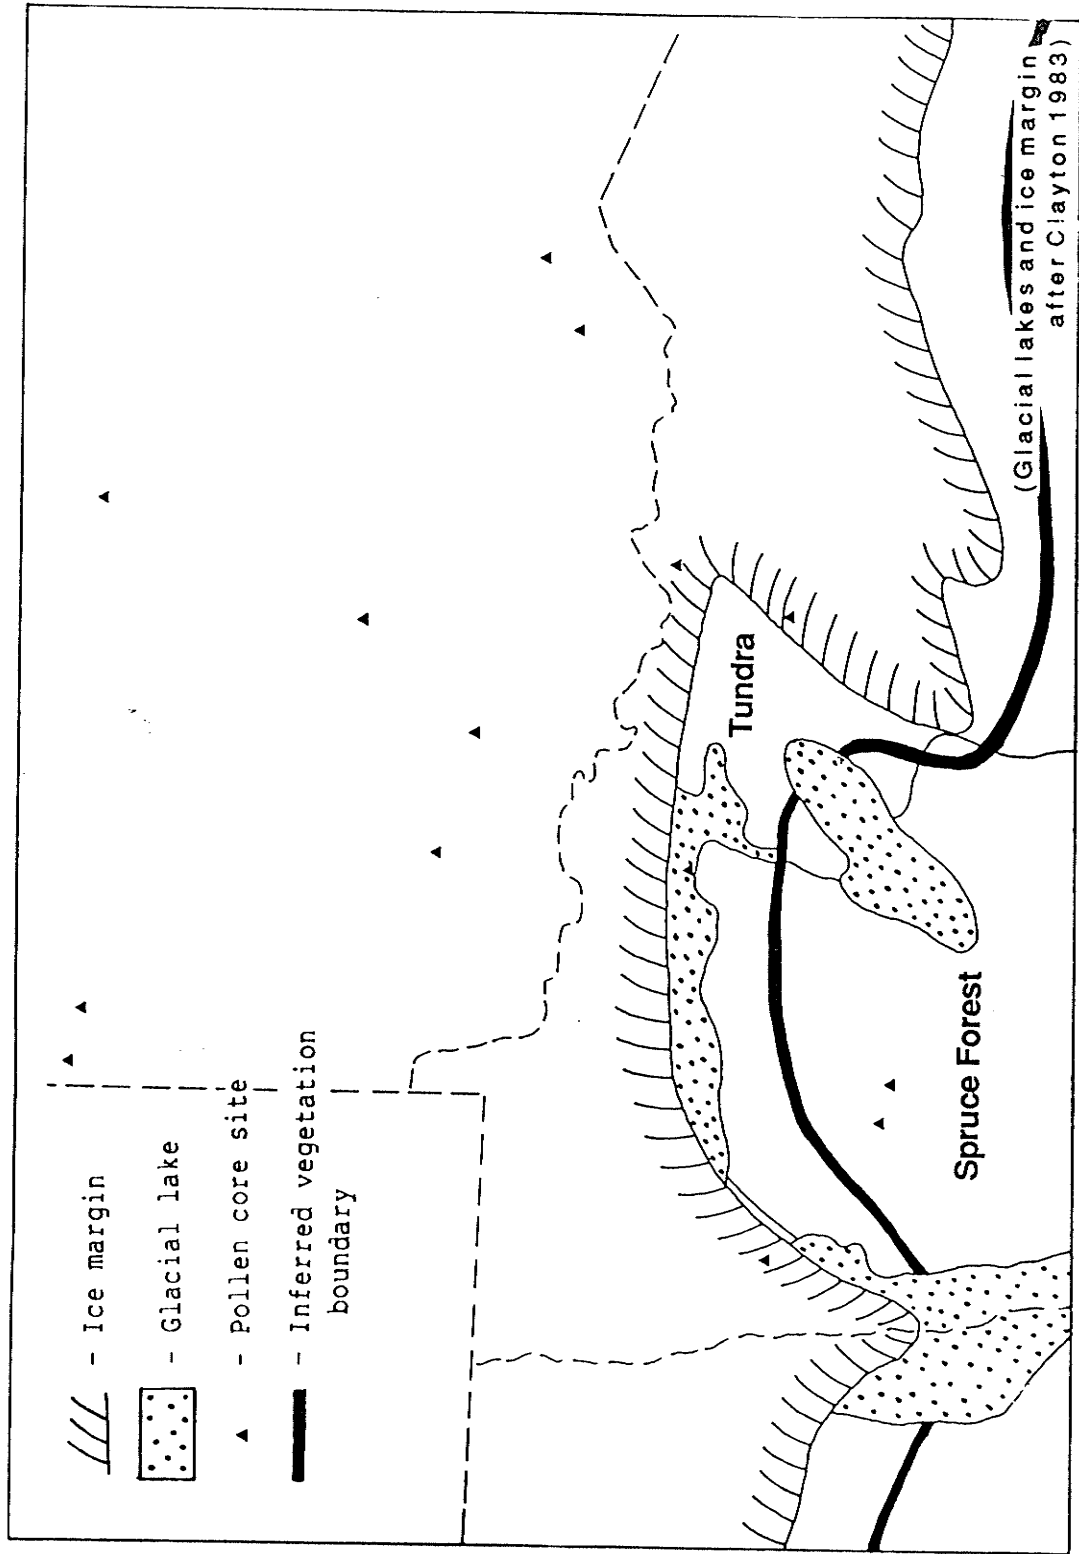 - Ice margin
- Glacial lake
- Pollen core site
- Inferred vegetation
boundary
Tundra
Spruce Forest
(Glacial lakes and ice margin
after Clayton 1983)